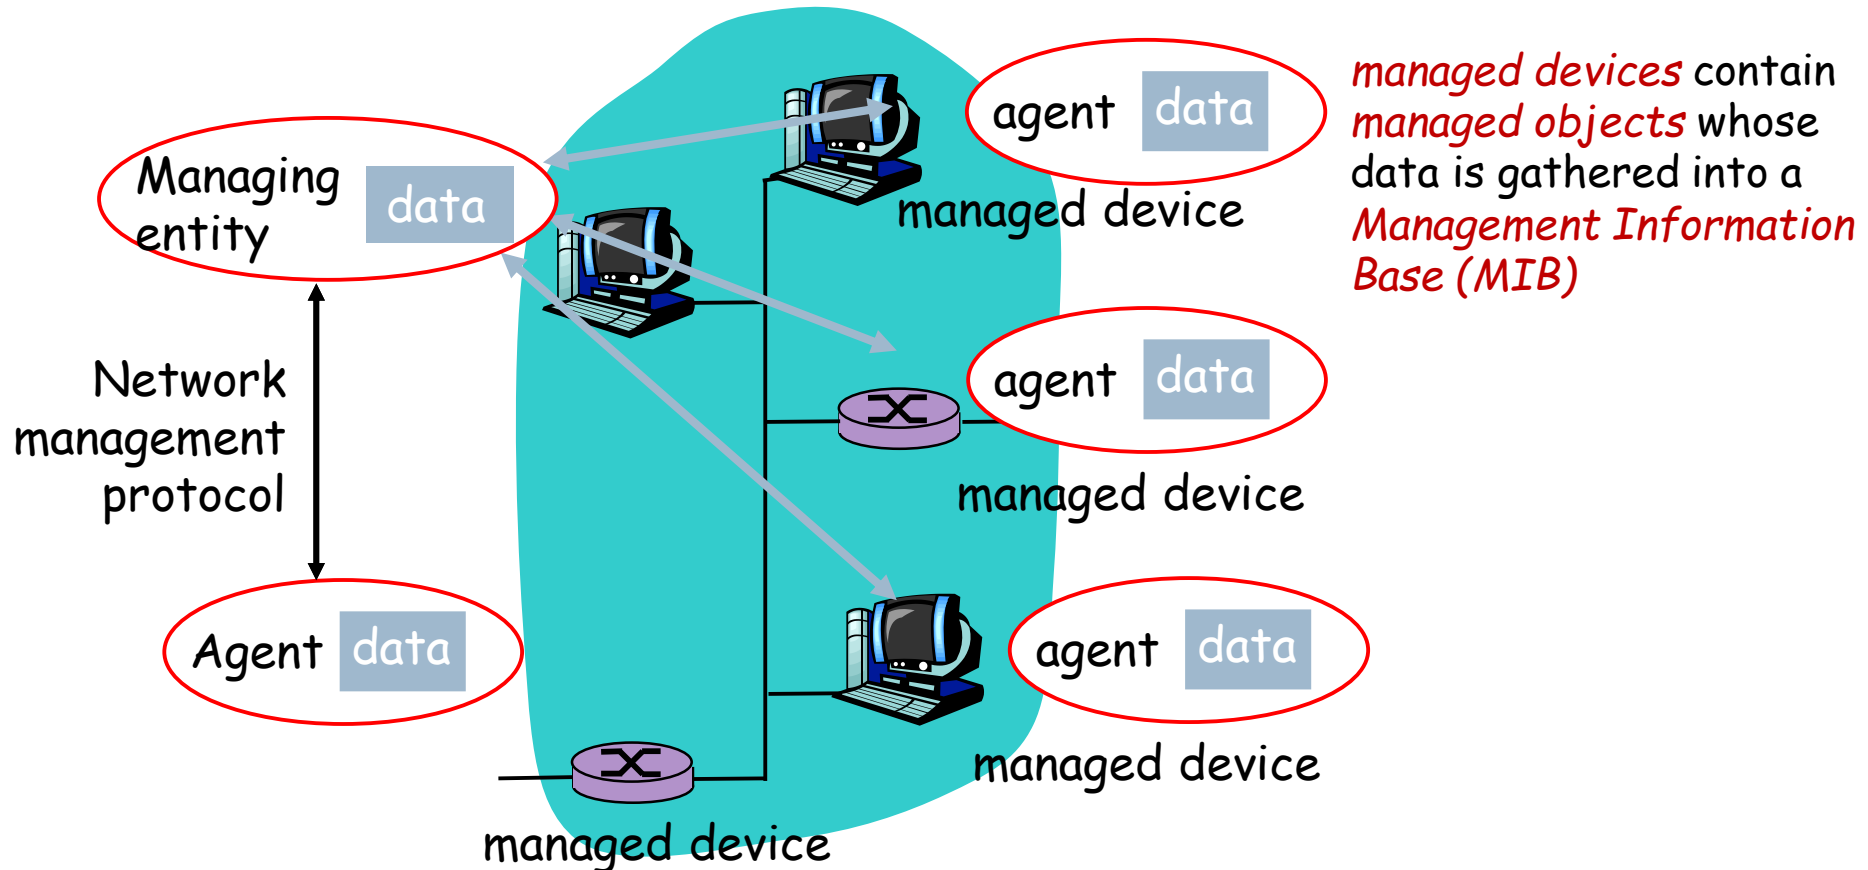 Managing
entity
data
Network
management
protocol
Agent data
agent data
managed device
agent data
managed device
agent data
managed device
managed device
managed devices contain
managed objects whose
data is gathered into a
Management Information
Base (MIB)